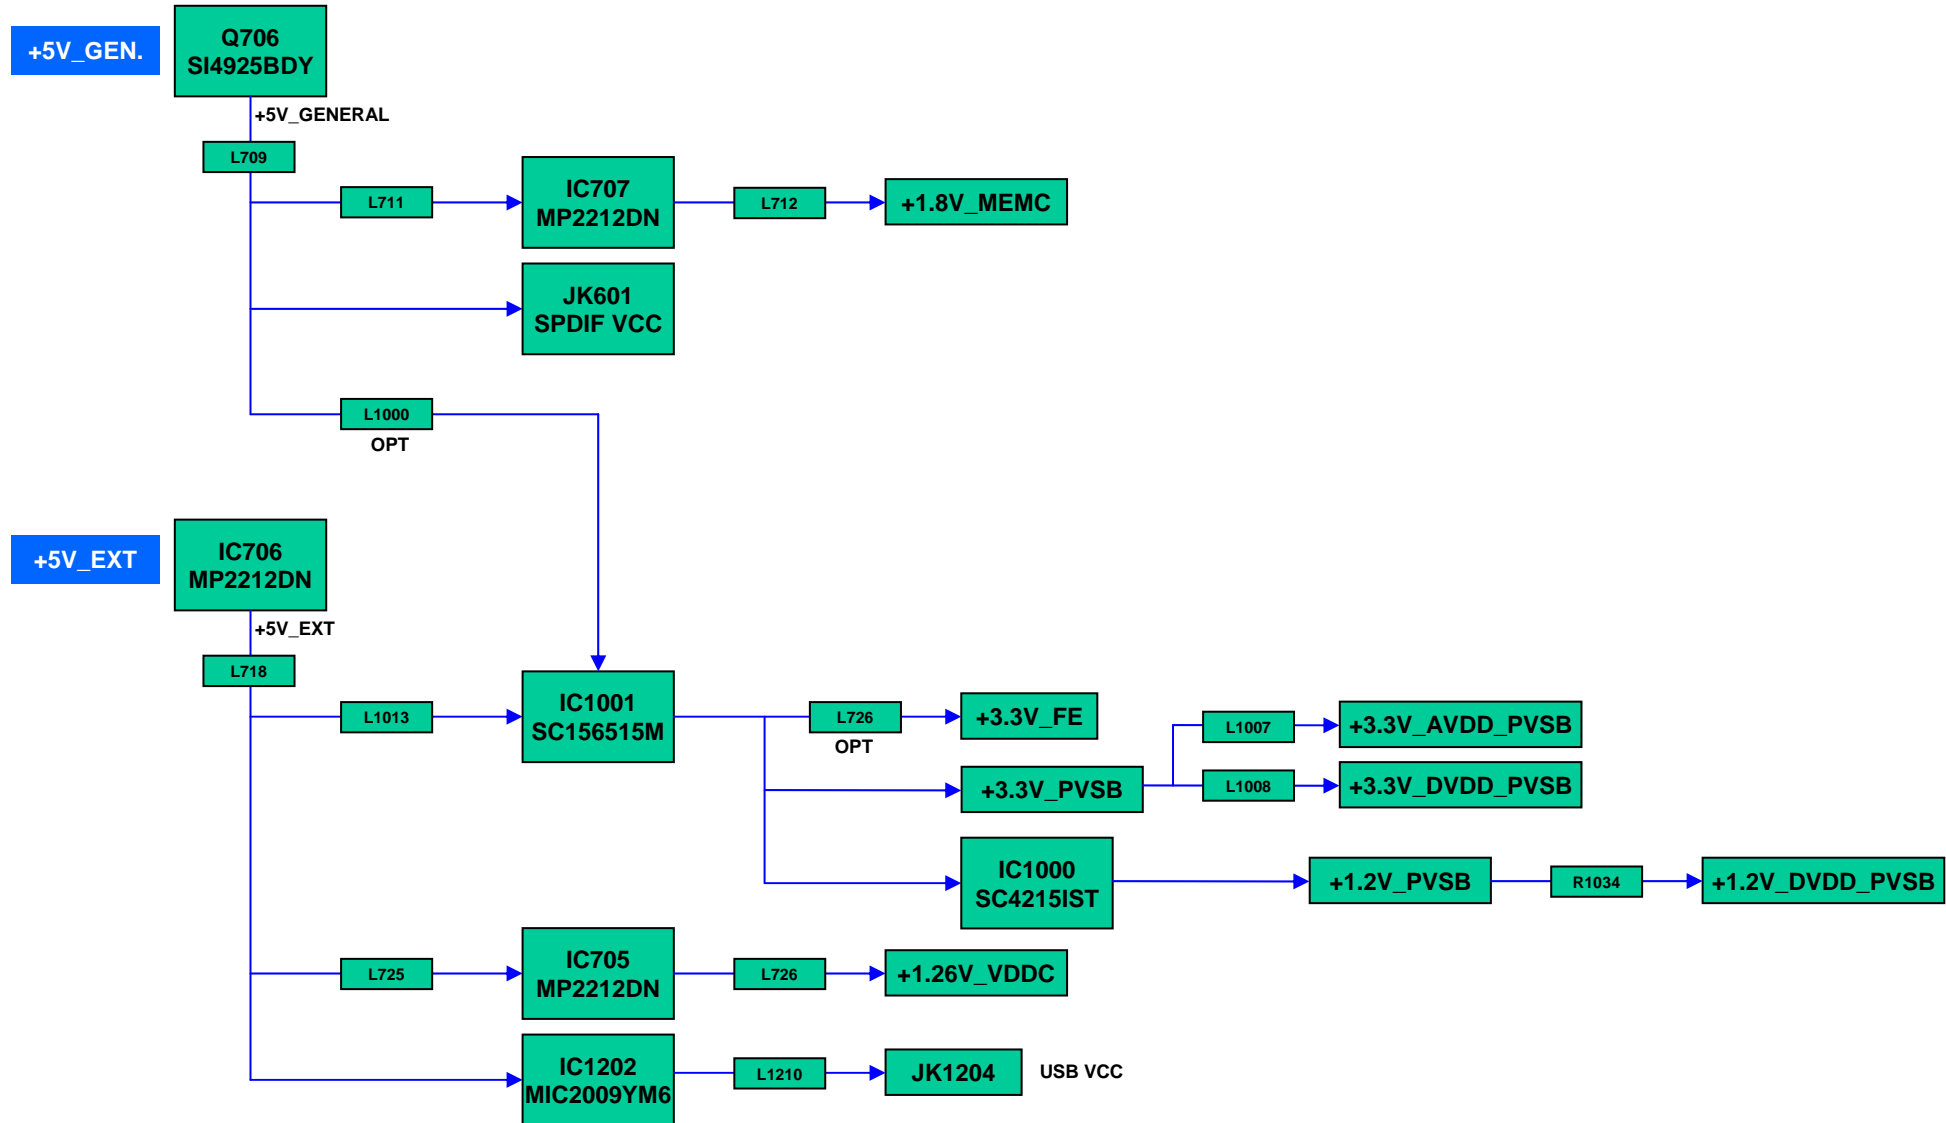 +5V_GEN.
Q706
SI4925BDY
+5V_GENERAL
L709
L711
IC707
MP2212DN
L712
+1.8V_MEMC
JK601
SPDIF VCC
L1000
OPT
+5V_EXT
IC706
MP2212DN
+5V_EXT
L718
L1013
IC1001
SC156515M
L726
OPT
+3.3V_FE
L1007
+3.3V_AVDD_PVSB
+3.3V_PVSB
L1008
+3.3V_DVDD_PVSB
IC1000
SC4215IST
+1.2V_PVSB
R1034
+1.2V_DVDD_PVSB
L725
IC705
MP2212DN
L726
+1.26V_VDDC
IC1202
MIC2009YM6
L1210
JK1204
USB VCC